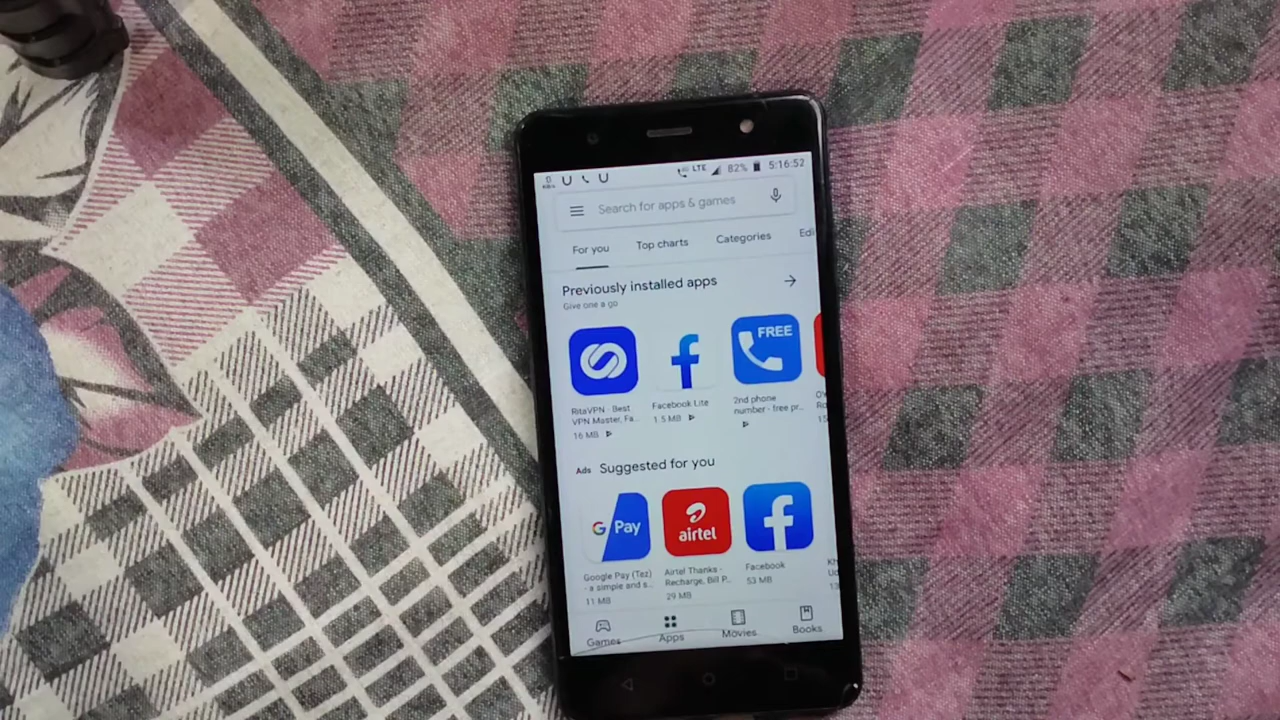 LTE 82% 5:16:52
Search for apps & games
For you Top charts Categories Edi
Previously installed apps
Give one a go
FREE
RitaVPN - Best
VPN Master, Fa...
16 MB
Facebook Lite
1.5 MB
2nd phone
number - free pr...
Ads Suggested for you
G Pay
airtel
Google Pay (Tez)
- a simple and s...
11 MB
Airtel Thanks -
Recharge, Bill P...
29 MB
Facebook
53 MB
Games Apps Movies Books